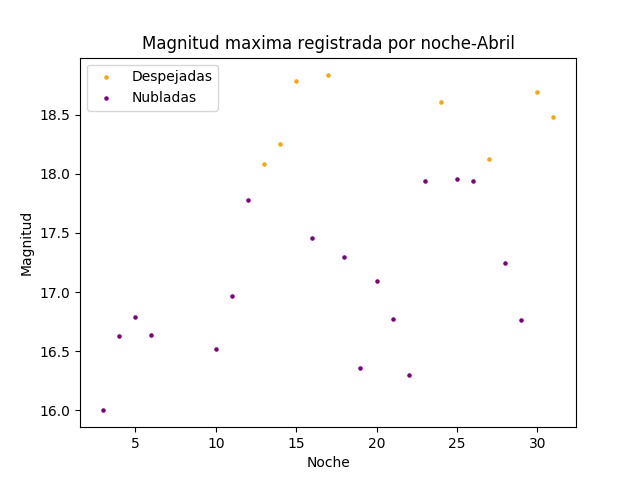 Magnitud maxima registrada por noche-Abril
Despejadas
Nubladas
Magnitud
18.5
18.0
17.5
17.0
16.5
16.0
5 10 15 20 25 30
Noche